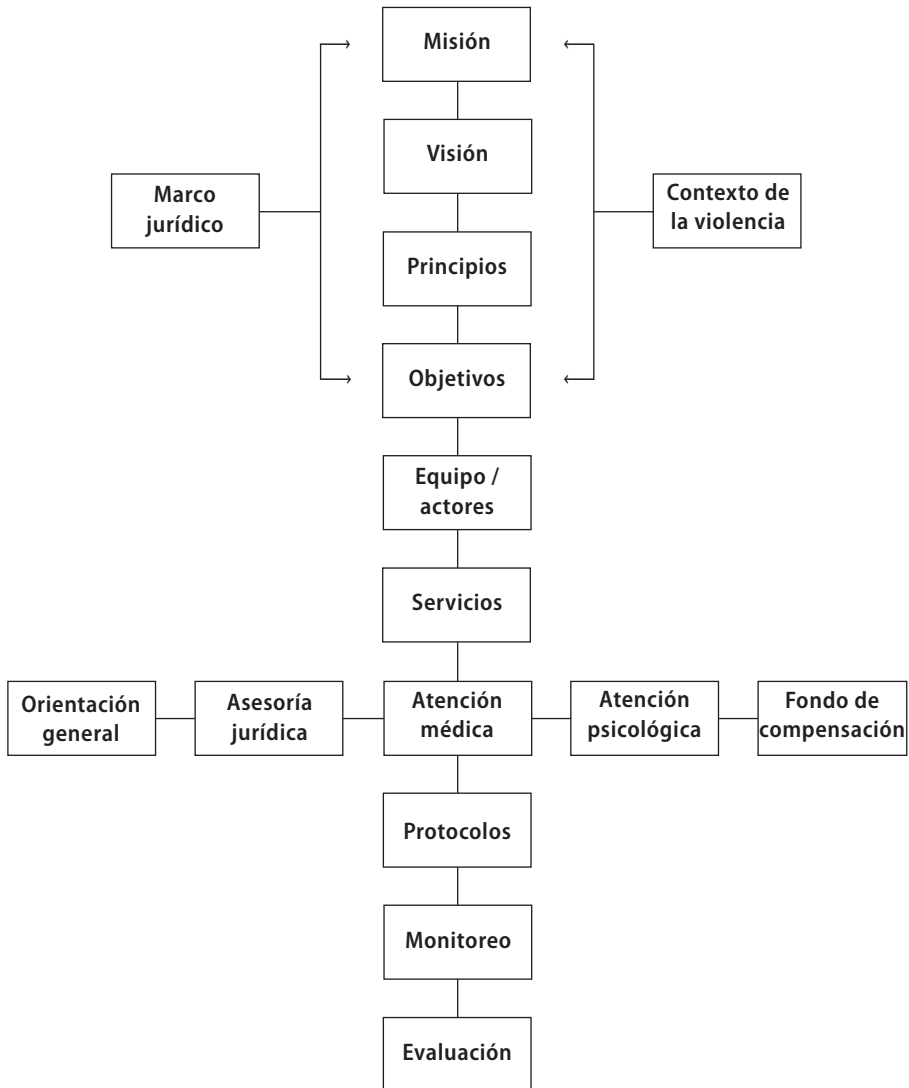 Misión
Visión
Marco
jurídico
Contexto de
la violencia
Principios
Objetivos
Equipo /
actores
Servicios
Orientación
general
Asesoría
jurídica
Atención
médica
Atención
psicológica
Fondo de
compensación
Protocolos
Monitoreo
Evaluación